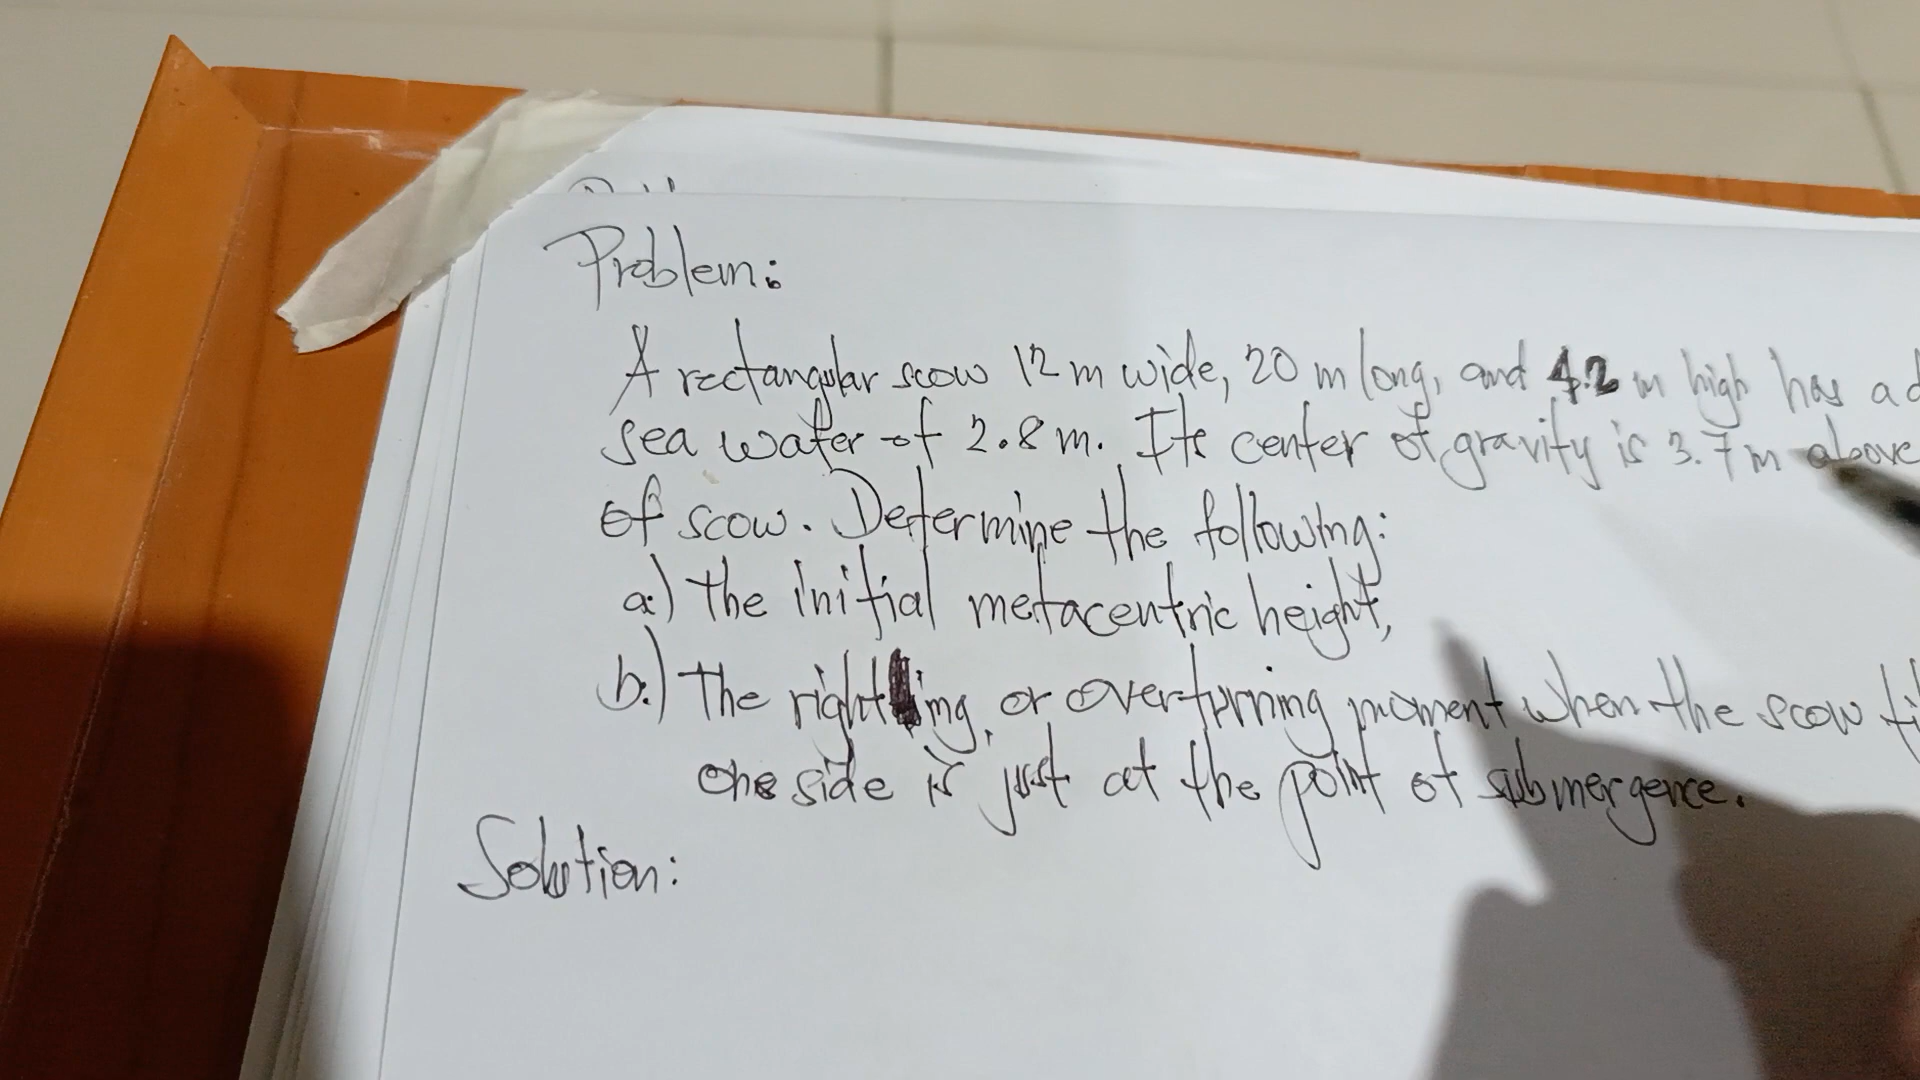 Problem:
A rectangular scow 12 m wide, 20 m long, and 4.2 m high has a d
sea water of 2.8 m. Its center of gravity is 3.7 m above
of scow. Determine the following:
a.) the initial metacentric height,
b.) The righting, or overturning moment when the scow ti
one side is just at the point of submergence.
Solution: